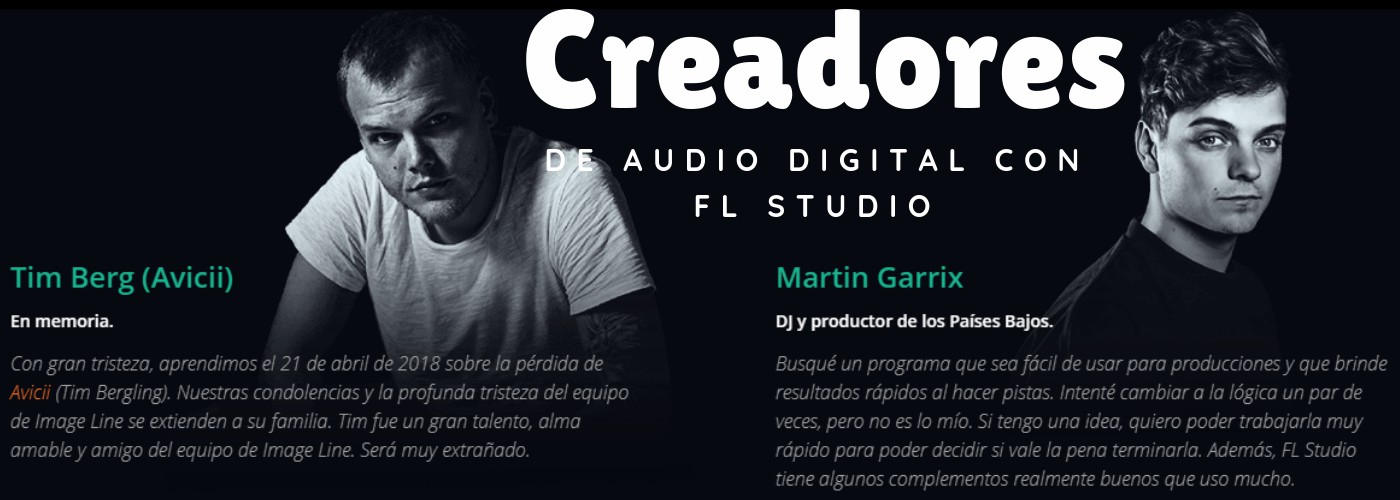 Creadores
DE AUDIO DIGITAL CON
FL STUDIO
Tim Berg (Avicii)
En memoria.
Con gran tristeza, aprendimos el 21 de abril de 2018 sobre la pérdida de
Avicii (Tim Bergling). Nuestras condolencias y la profunda tristeza del equipo
de Image Line se extienden a su familia. Tim fue un gran talento, alma
amable y amigo del equipo de Image Line. Será muy extrañado.
Martin Garrix
DJ y productor de los Países Bajos.
Busqué un programa que sea fácil de usar para producciones y que brinde
resultados rápidos al hacer pistas. Intenté cambiar a la lógica un par de
veces, pero no es lo mío. Si tengo una idea, quiero poder trabajarla muy
rápido para poder decidir si vale la pena terminarla. Además, FL Studio
tiene algunos complementos realmente buenos que uso mucho.